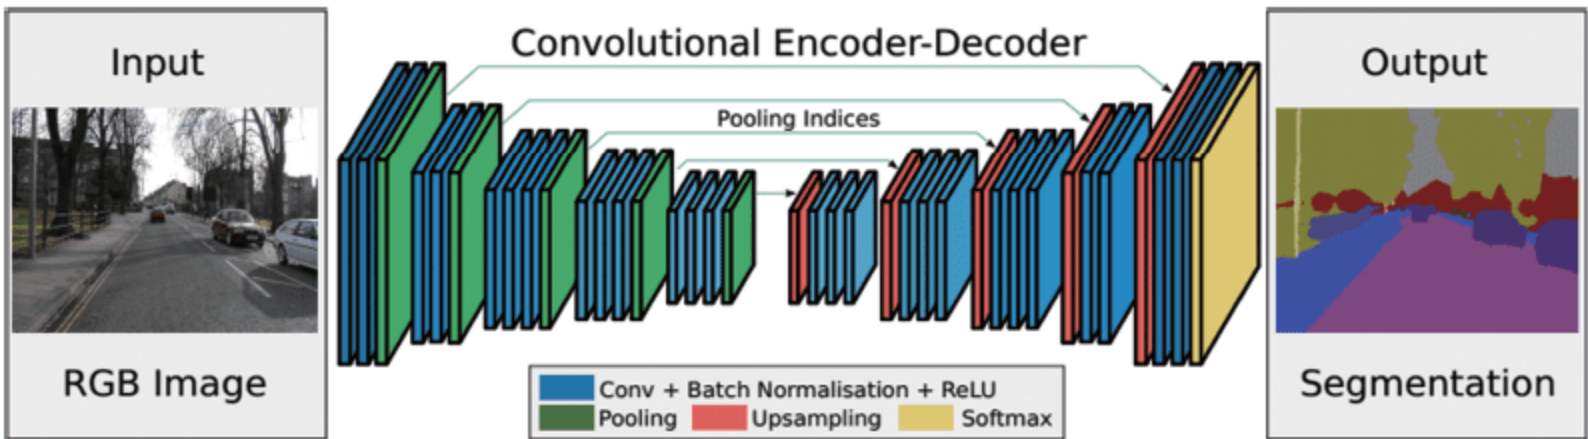 Input
RGB Image
Convolutional Encoder-Decoder
Pooling Indices
Conv + Batch Normalisation + ReLU
Pooling Upsampling Softmax
Output
Segmentation